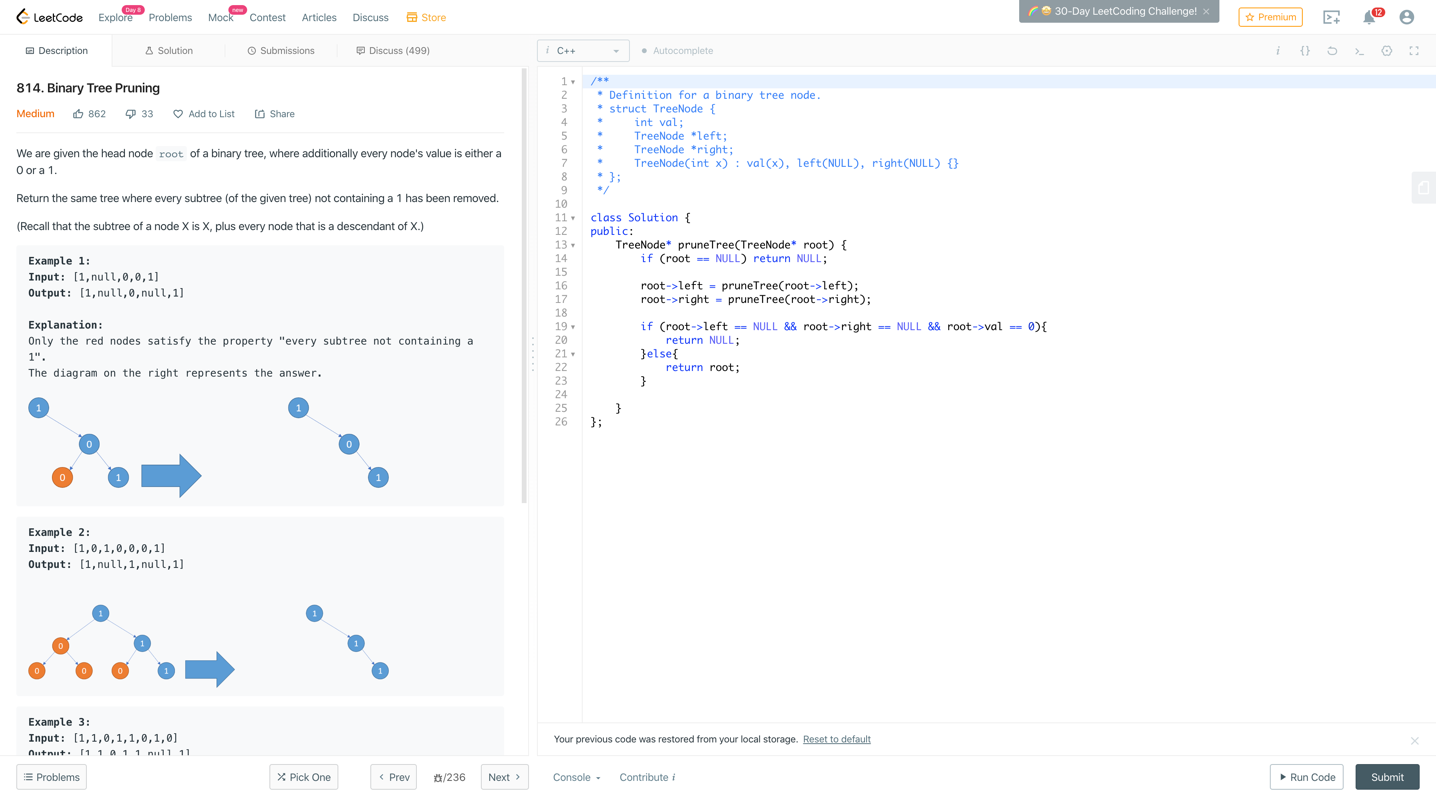 LeetCode
Explore
Day 8
Problems
Mock
new
Contest
Articles
Discuss
Store
30-Day LeetCoding Challenge!
Premium
12
Description
Solution
Submissions
Discuss (499)
i C++
Autocomplete
814. Binary Tree Pruning
Medium 862 33 Add to List Share
We are given the head node root of a binary tree, where additionally every node's value is either a
0 or a 1.
Return the same tree where every subtree (of the given tree) not containing a 1 has been removed.
(Recall that the subtree of a node X is X, plus every node that is a descendant of X.)
Example 1:
Input: [1,null,0,0,1]
Output: [1,null,0,null,1]
Explanation:
Only the red nodes satisfy the property "every subtree not containing a
1".
The diagram on the right represents the answer.
1 1
0 0
0 1 1
Example 2:
Input: [1,0,1,0,0,0,1]
Output: [1,null,1,null,1]
1 1
0 1 1
0 0 0 1 1
Example 3:
Input: [1,1,0,1,1,0,1,0]
Output: [1,1,0,1,1,null,1]
1 /**
2 * Definition for a binary tree node.
3 * struct TreeNode {
4 * int val;
5 * TreeNode *left;
6 * TreeNode *right;
7 * TreeNode(int x) : val(x), left(NULL), right(NULL) {}
8 * };
9 */
10
11 class Solution {
12 public:
13 TreeNode* pruneTree(TreeNode* root) {
14 if (root == NULL) return NULL;
15
16 root->left = pruneTree(root->left);
17 root->right = pruneTree(root->right);
18
19 if (root->left == NULL && root->right == NULL && root->val == 0){
20 return NULL;
21 }else{
22 return root;
23 }
24
25 }
26 };
Your previous code was restored from your local storage. Reset to default
Problems
Pick One
Prev
/236
Next
Console
Contribute i
Run Code
Submit